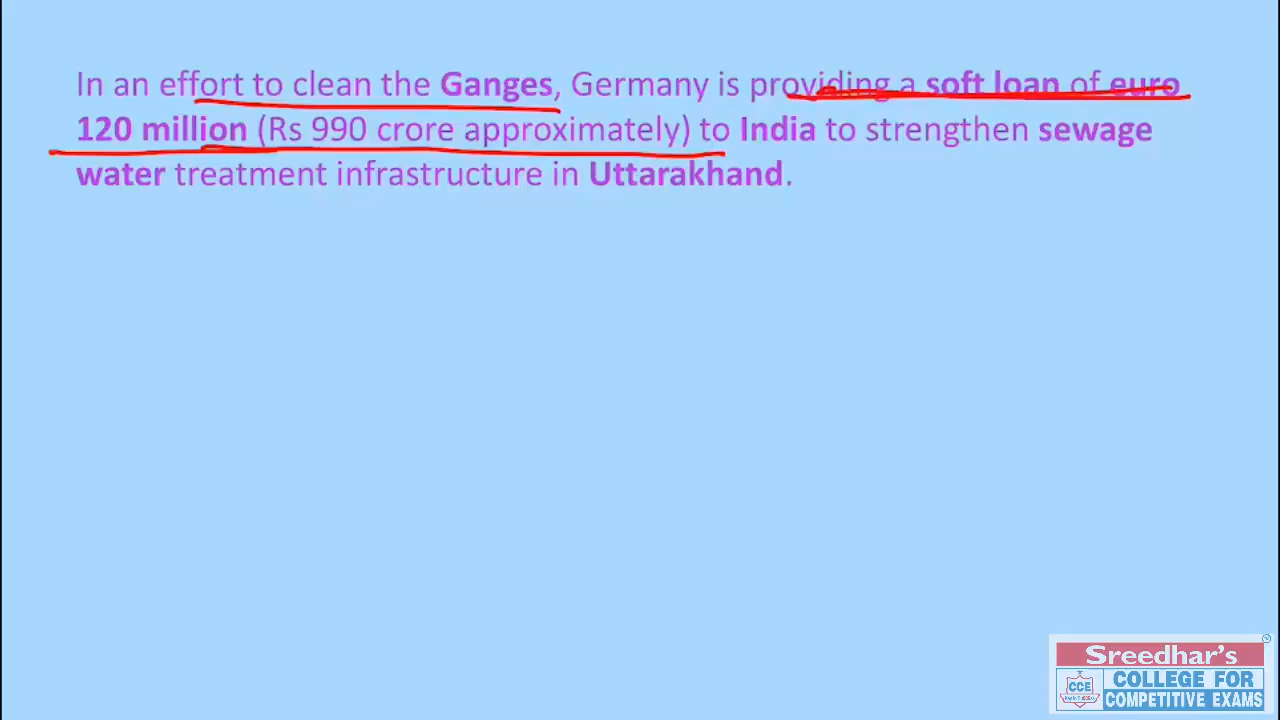 In an effort to clean the Ganges, Germany is providing a soft loan of euro
120 million (Rs 990 crore approximately) to India to strengthen sewage
water treatment infrastructure in Uttarakhand.
Sreedhar's
CCE
COLLEGE FOR
COMPETITIVE EXAMS